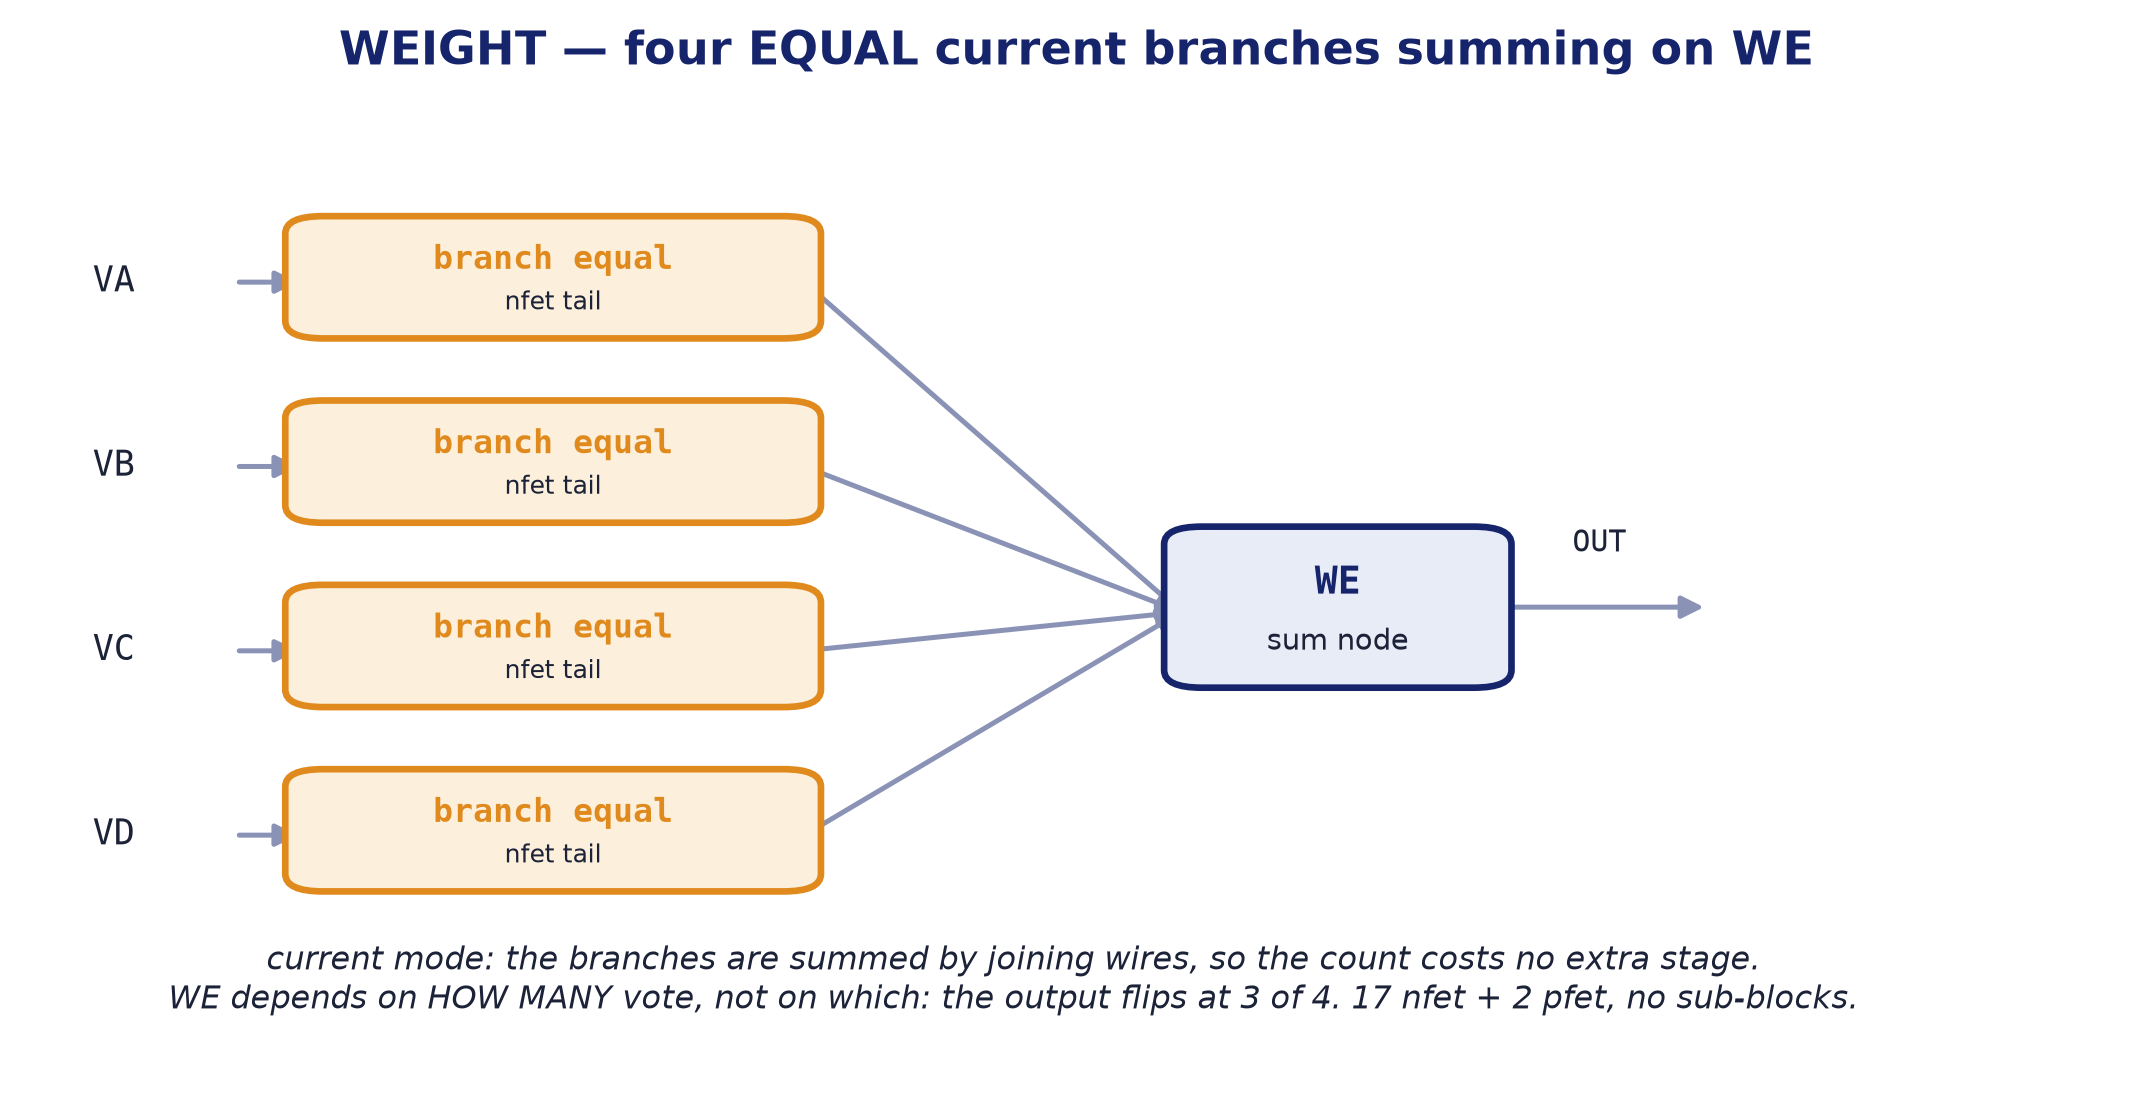 WEIGHT — four EQUAL current branches summing on WE
VA
branch equal
nfet tail
VB
branch equal
nfet tail
VC
branch equal
nfet tail
VD
branch equal
nfet tail
WE
sum node
OUT
current mode: the branches are summed by joining wires, so the count costs no extra stage.
WE depends on HOW MANY vote, not on which: the output flips at 3 of 4. 17 nfet + 2 pfet, no sub-blocks.